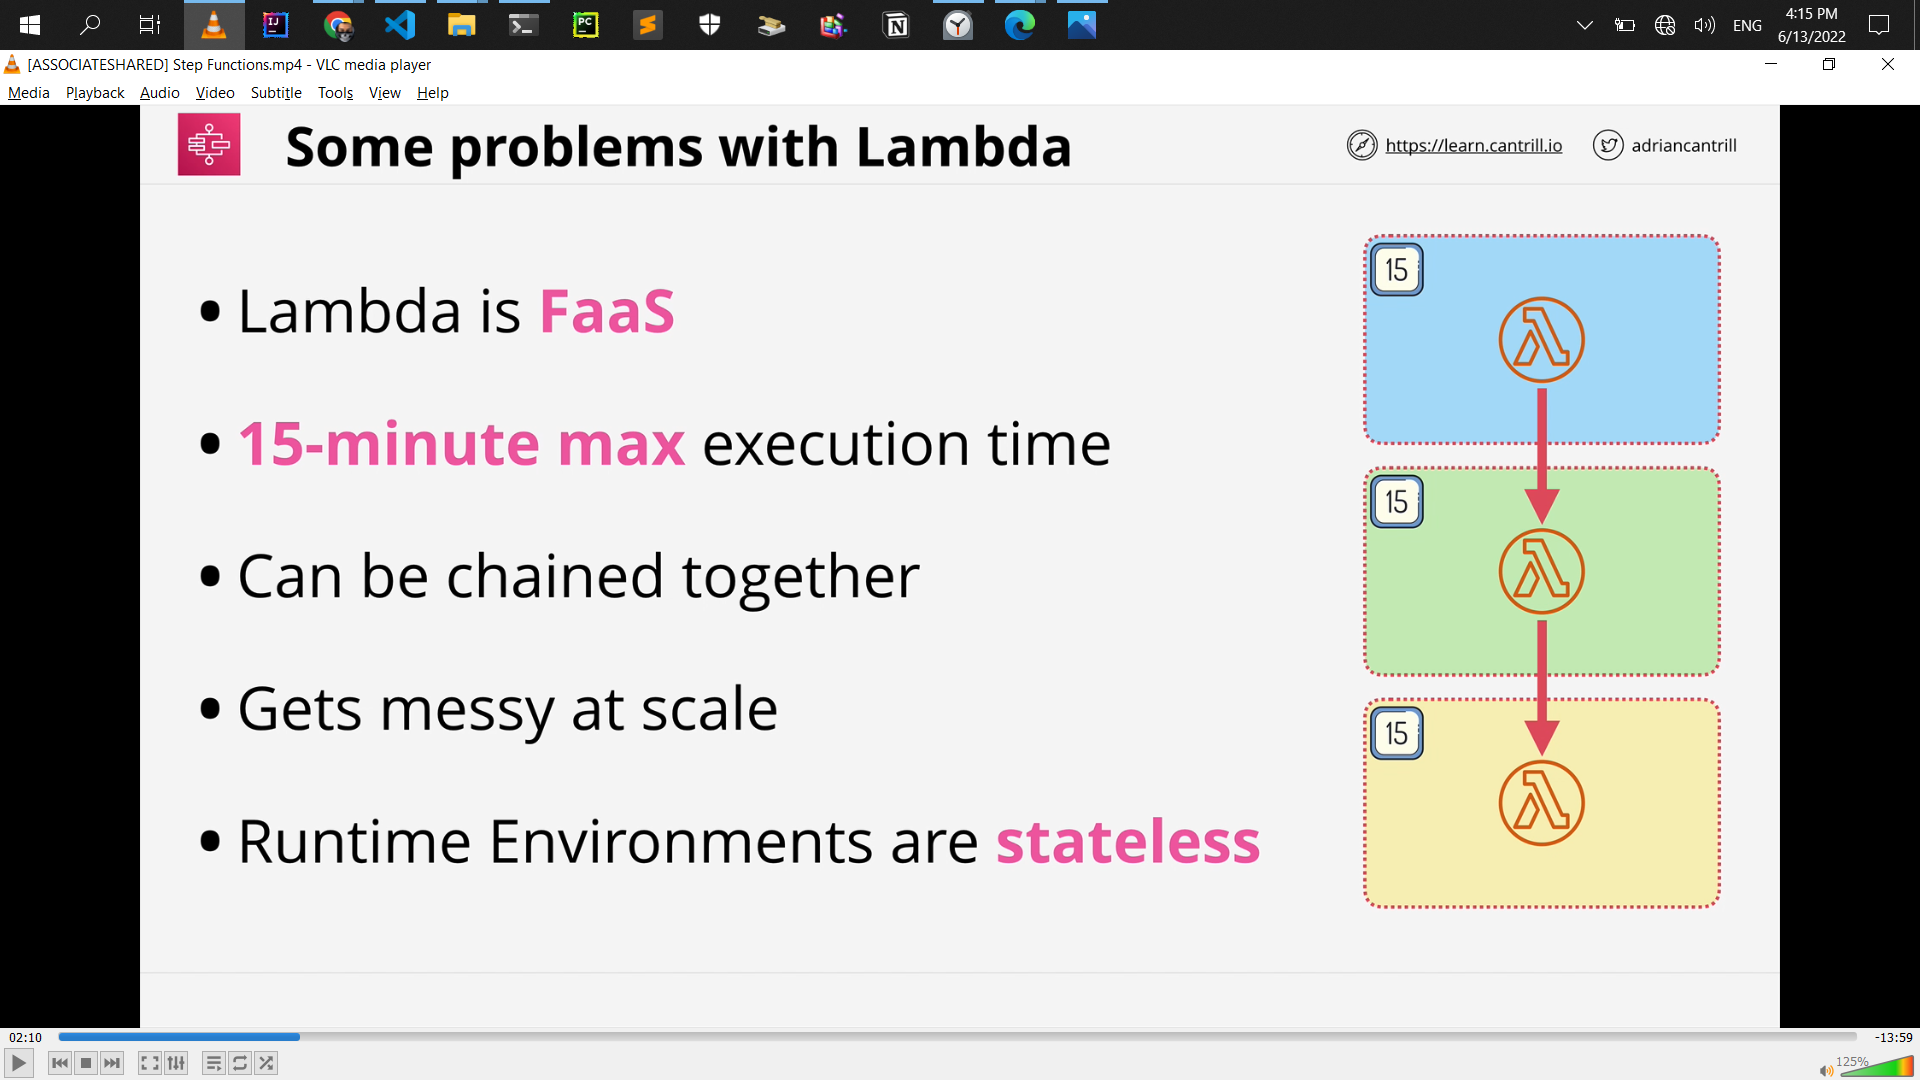 ENG
4:15 PM
6/13/2022
[ASSOCIATESHARED] Step Functions.mp4 - VLC media player
Media Playback Audio Video Subtitle Tools View Help
Some problems with Lambda
https://learn.cantrill.io
adriancantrill
• Lambda is FaaS
• 15-minute max execution time
• Can be chained together
• Gets messy at scale
• Runtime Environments are stateless
15
15
15
02:10
-13:59
125%